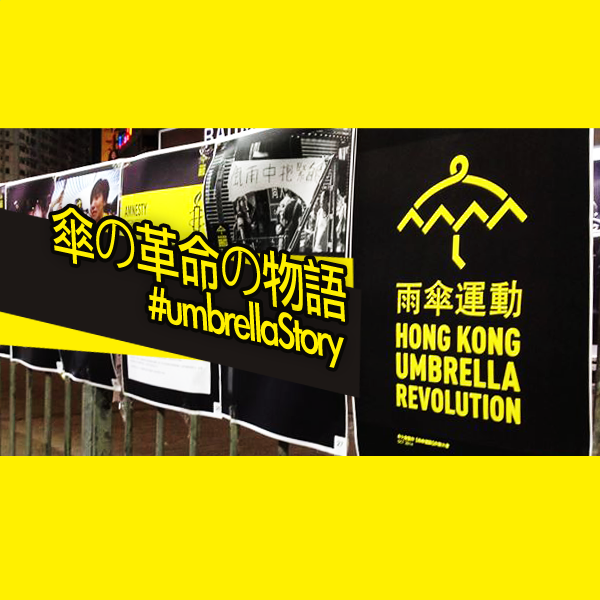 AMNESTY
風雨中抱緊自由
傘の革命の物語
#umbrellaStory
雨傘運動
HONG KONG
UMBRELLA
REVOLUTION